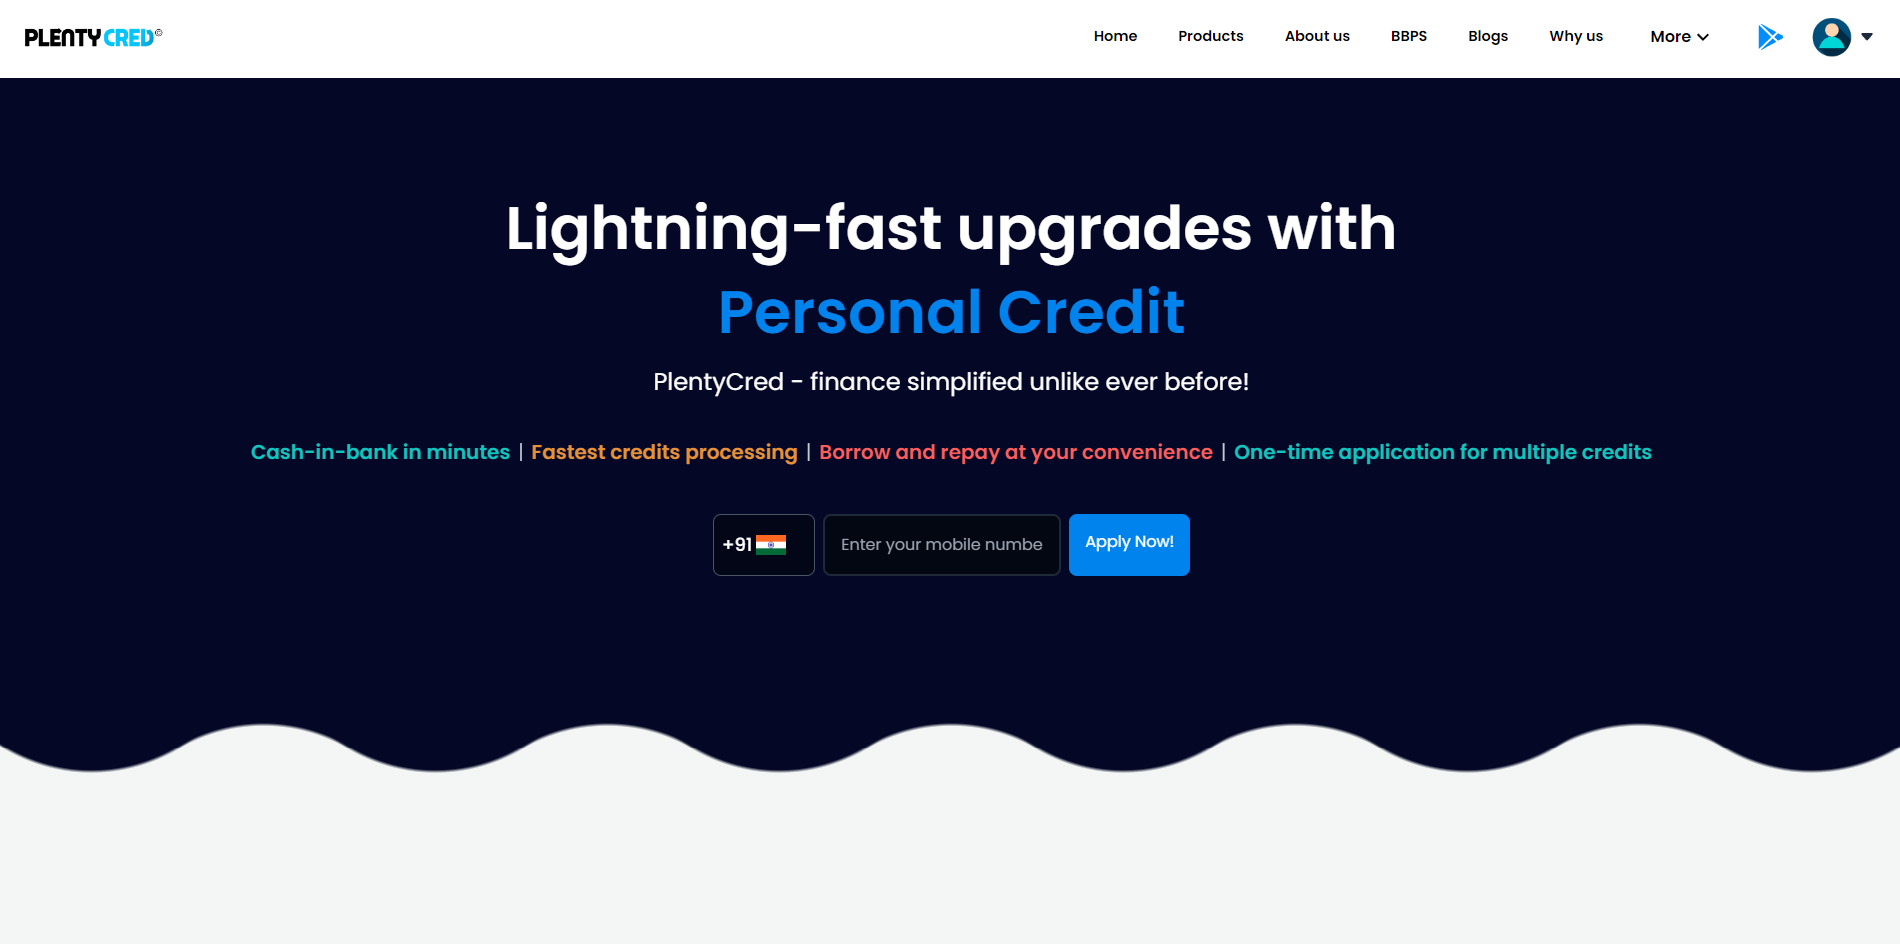 PLENTYCRED©
Home Products About us BBPS Blogs Why us More
Lightning-fast upgrades with
Personal Credit
PlentyCred - finance simplified unlike ever before!
Cash-in-bank in minutes | Fastest credits processing | Borrow and repay at your convenience | One-time application for multiple credits
+91 Enter your mobile numbe Apply Now!